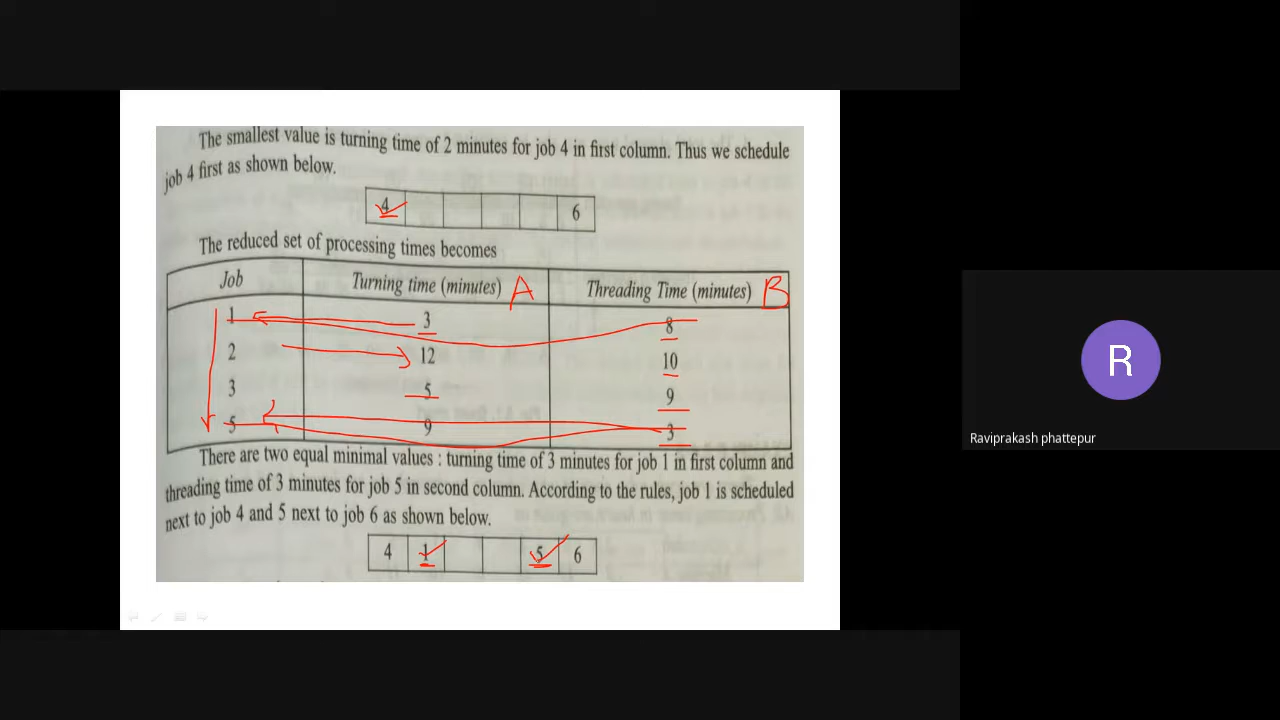 The smallest value is turning time of 2 minutes for job 4 in first column. Thus we schedule
job 4 first as shown below.
4 6
The reduced set of processing times becomes
Job Turning time (minutes) A Threading Time (minutes) B
1 3 8
2 12 10
3 5 9
5 9 3
There are two equal minimal values : turning time of 3 minutes for job 1 in first column and
threading time of 3 minutes for job 5 in second column. According to the rules, job 1 is scheduled
next to job 4 and 5 next to job 6 as shown below.
4 1 5 6
R
Raviprakash phattepur